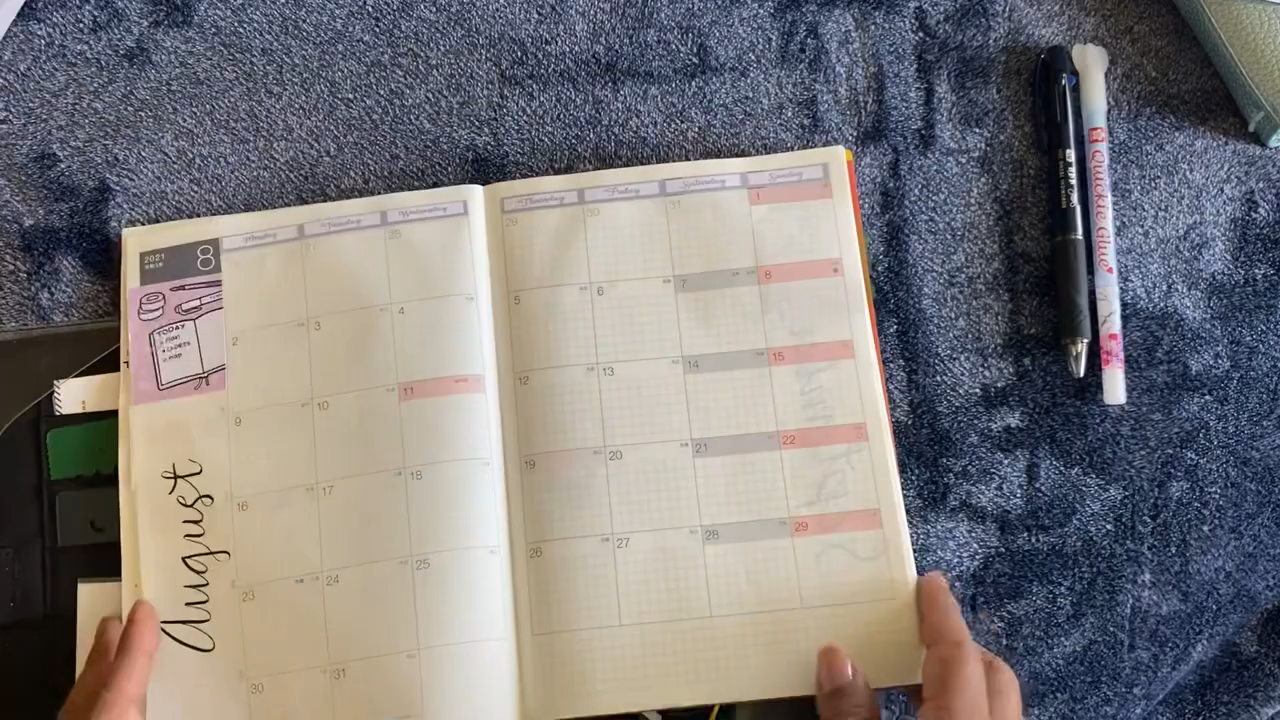 2021
8
Monday Tuesday Wednesday Thursday Friday Saturday Sunday
28 29 30 31 1
2 3 4 5 6 7 8
9 10 11 12 13 14 15
16 17 18 19 20 21 22
23 24 25 26 27 28 29
30 31
TODAY
August
Quickie Glue